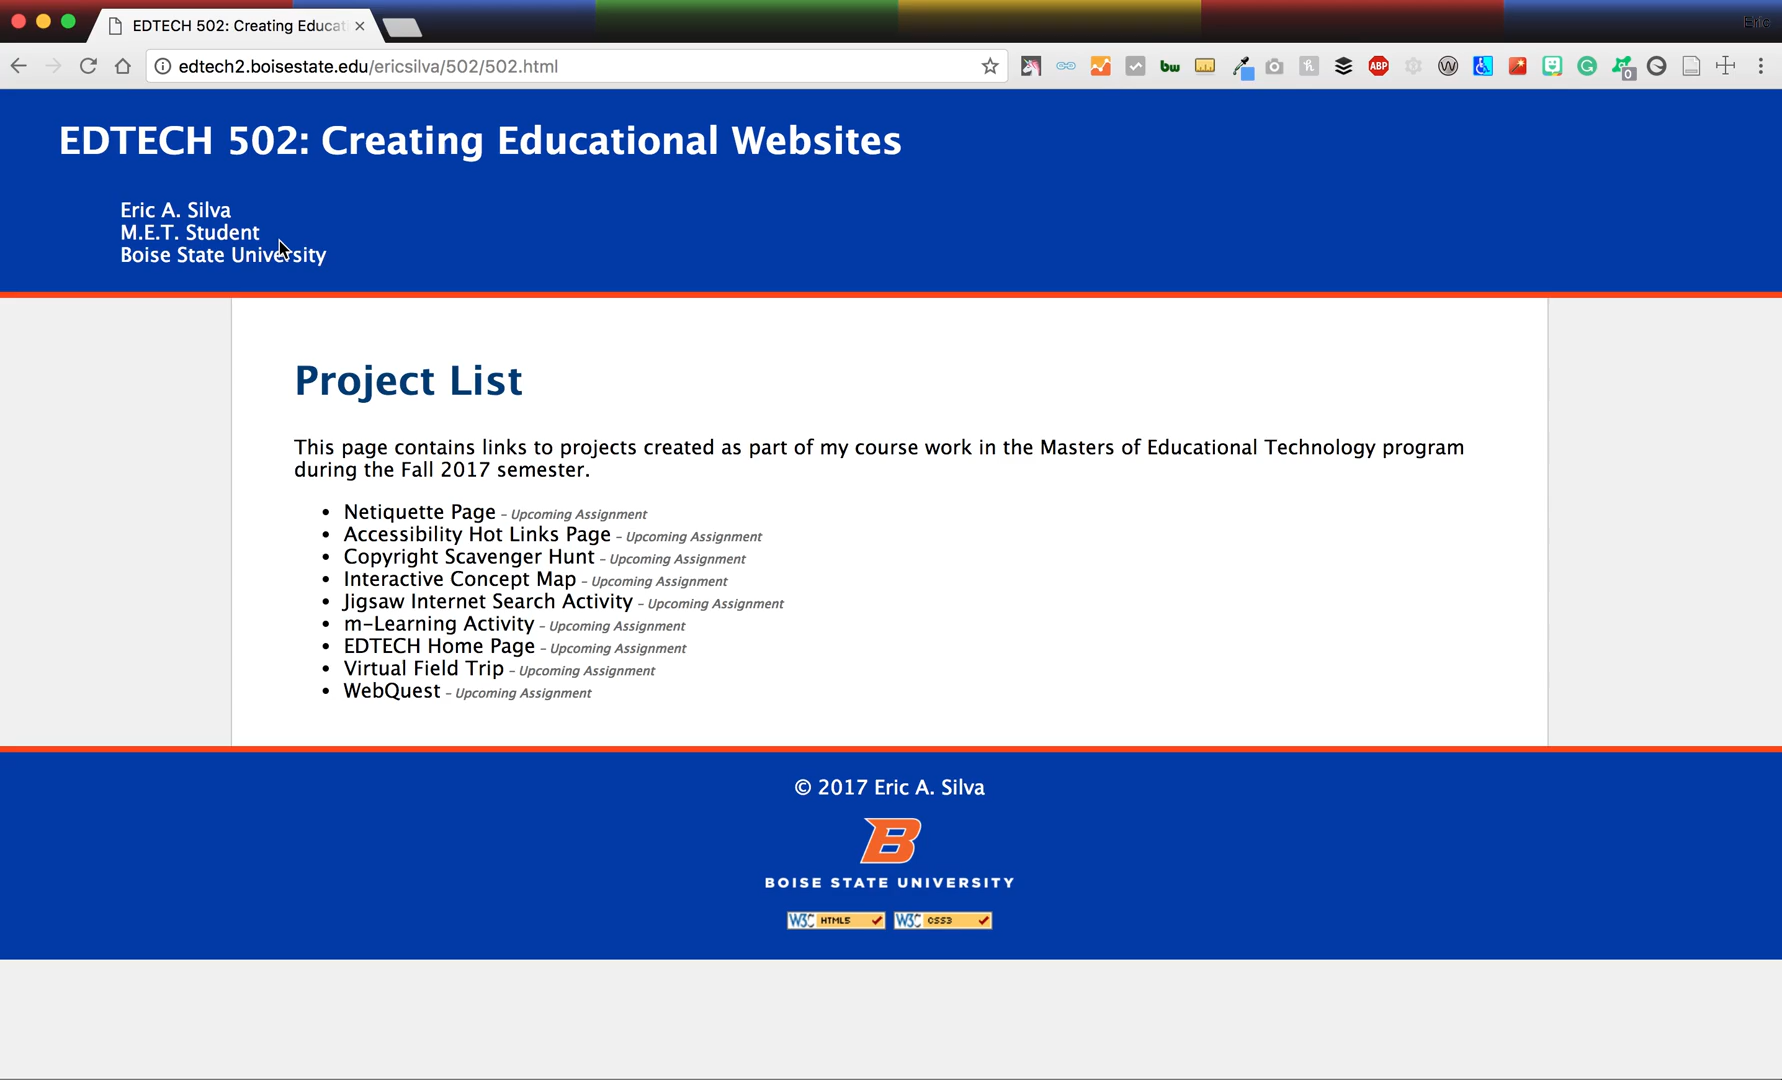 EDTECH 502: Creating Educat
Eric
edtech2.boisestate.edu/ericsilva/502/502.html
bw
ABP
0
EDTECH 502: Creating Educational Websites
Eric A. Silva
M.E.T. Student
Boise State University
Project List
This page contains links to projects created as part of my course work in the Masters of Educational Technology program
during the Fall 2017 semester.
• Netiquette Page – Upcoming Assignment
• Accessibility Hot Links Page – Upcoming Assignment
• Copyright Scavenger Hunt – Upcoming Assignment
• Interactive Concept Map – Upcoming Assignment
• Jigsaw Internet Search Activity – Upcoming Assignment
• m-Learning Activity – Upcoming Assignment
• EDTECH Home Page – Upcoming Assignment
• Virtual Field Trip – Upcoming Assignment
• WebQuest – Upcoming Assignment
© 2017 Eric A. Silva
B
BOISE STATE UNIVERSITY
W3C HTML5 W3C CSS3